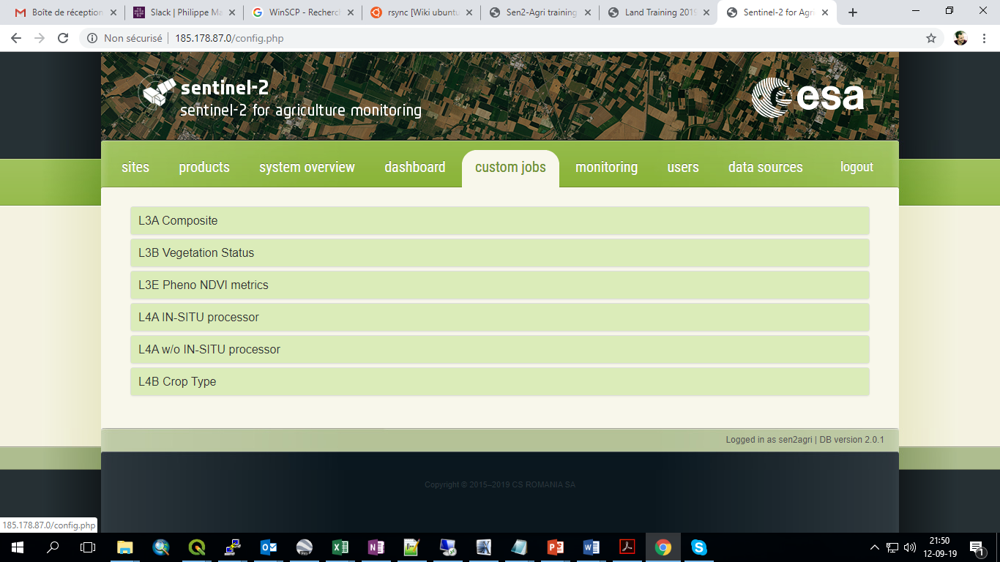 Boîte de réception
Slack | Philippe Ma
WinSCP - Recherc
rsync [Wiki ubuntu
Sen2-Agri training
Land Training 2019
Sentinel-2 for Agr
Non sécurisé
185.178.87.0/config.php
sentinel-2
sentinel-2 for agriculture monitoring
esa
sites
products
system overview
dashboard
custom jobs
monitoring
users
data sources
logout
L3A Composite
L3B Vegetation Status
L3E Pheno NDVI metrics
L4A IN-SITU processor
L4A w/o IN-SITU processor
L4B Crop Type
Logged in as sen2agri | DB version 2.0.1
Copyright © 2015–2019 CS ROMANIA SA
185.178.87.0/config.php
21:50
12-09-19
1